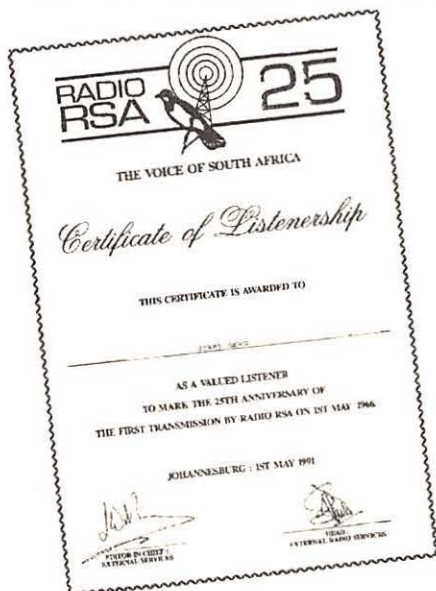 RADIO
RSA
25
THE VOICE OF SOUTH AFRICA
Certificate of Listenership
THIS CERTIFICATE IS AWARDED TO
AS A VALUED LISTENER
TO MARK THE 25TH ANNIVERSARY OF
THE FIRST TRANSMISSION BY RADIO RSA ON 1ST MAY 1966.
JOHANNESBURG : 1ST MAY 1991
EDITOR IN CHIEF :
EXTERNAL SERVICES
HEAD :
EXTERNAL RADIO SERVICES